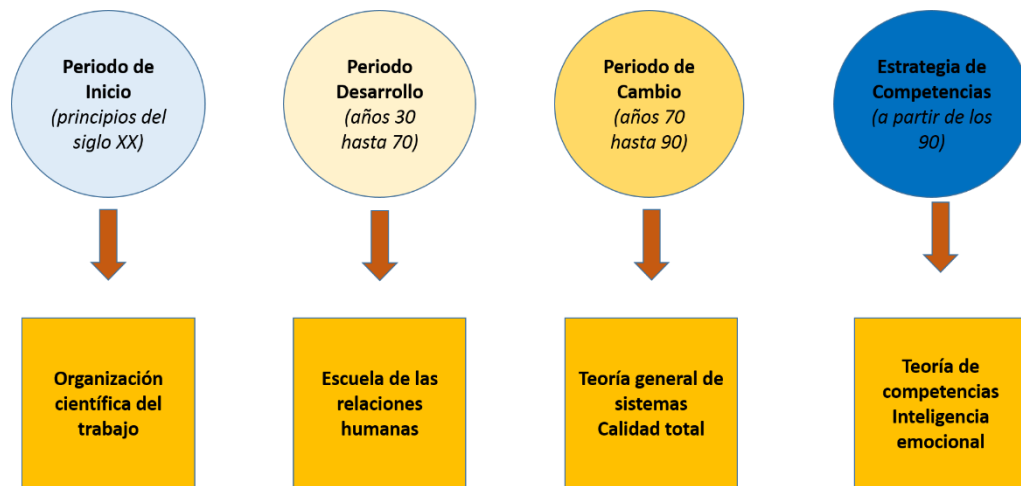 Periodo de
Inicio
(principios del
siglo XX)
Periodo
Desarrollo
(años 30
hasta 70)
Periodo de
Cambio
(años 70
hasta 90)
Estrategia de
Competencias
(a partir de los
90)
Organización
científica del
trabajo
Escuela de las
relaciones
humanas
Teoría general de
sistemas
Calidad total
Teoría de
competencias
Inteligencia
emocional